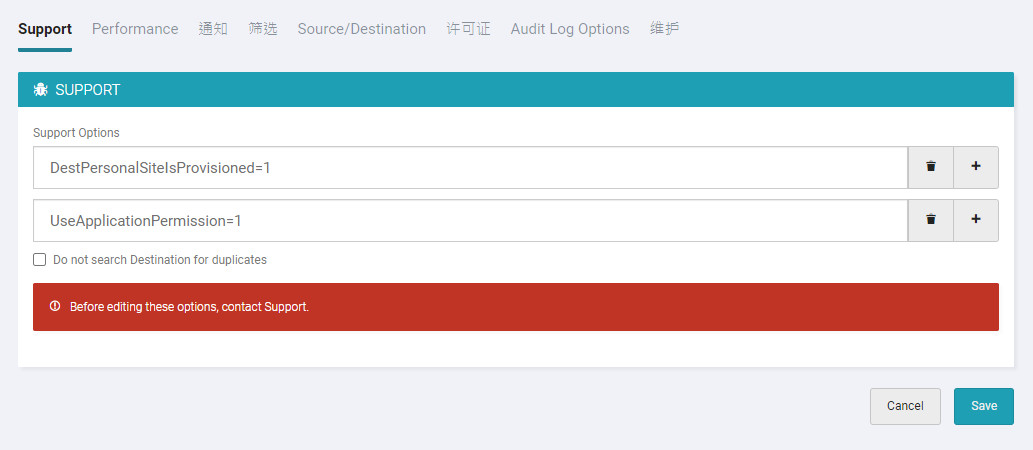 Support Performance 通知 筛选 Source/Destination 许可证 Audit Log Options 维护
SUPPORT
Support Options
DestPersonalSiteIsProvisioned=1
UseApplicationPermission=1
Do not search Destination for duplicates
Before editing these options, contact Support.
Cancel Save